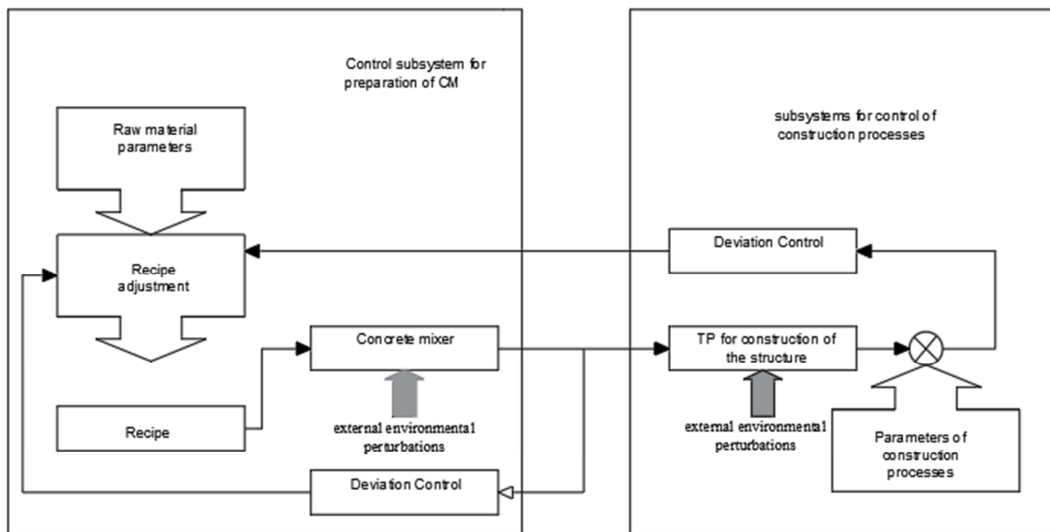 Control subsystem for
preparation of CM
Raw material
parameters
subsystems for control of
construction processes
Deviation Control
Recipe
adjustment
Concrete mixer
TP for construction of
the structure
external environmental
perturbations
external environmental
perturbations
Recipe
Parameters of
construction
processes
Deviation Control